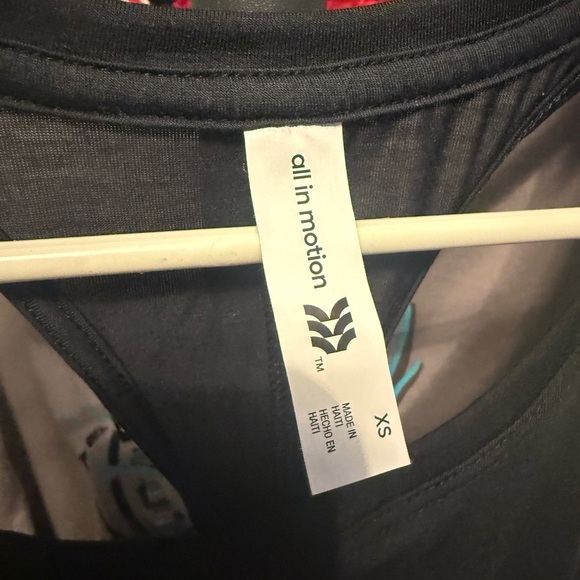 all in motion
TM
XS
MADE IN
HAITI
HECHO EN
HAITI